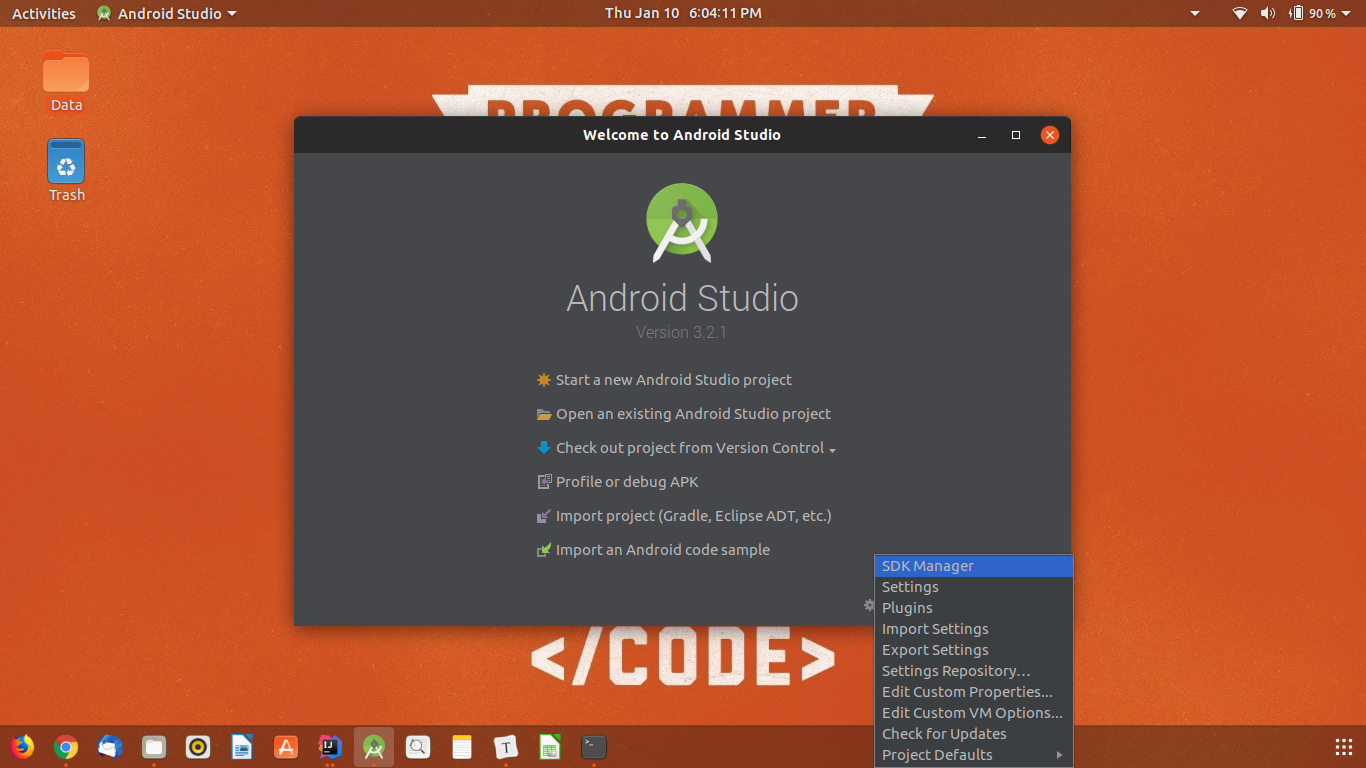 Activities Android Studio Thu Jan 10 6:04:11 PM 90 %
Data
Trash
PROGRAMMER
Welcome to Android Studio
Android Studio
Version 3.2.1
Start a new Android Studio project
Open an existing Android Studio project
Check out project from Version Control
Profile or debug APK
Import project (Gradle, Eclipse ADT, etc.)
Import an Android code sample
SDK Manager
Settings
Plugins
Import Settings
Export Settings
Settings Repository...
Edit Custom Properties...
Edit Custom VM Options...
Check for Updates
Project Defaults
</CODE>
IJ
A
T
>_